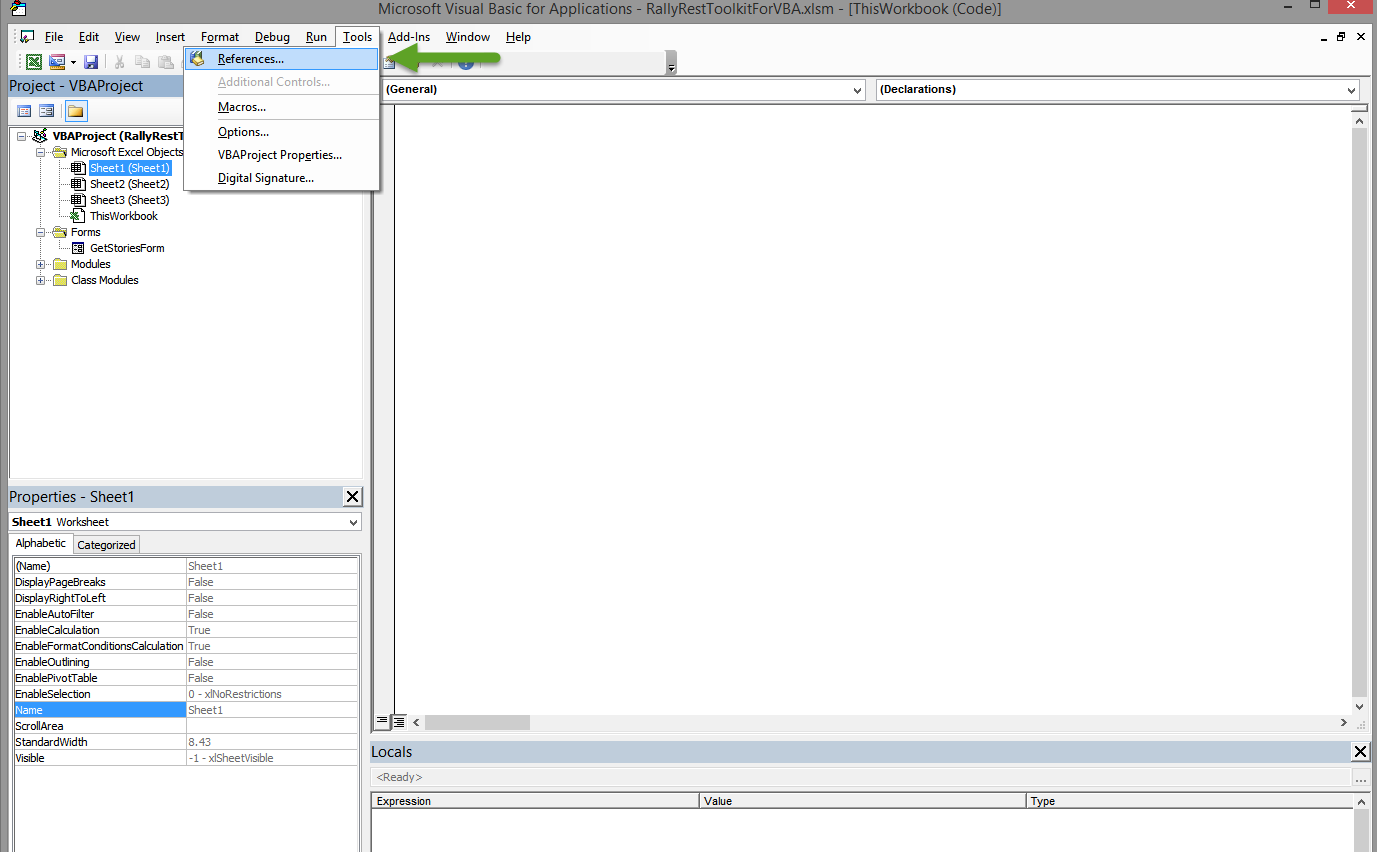 Microsoft Visual Basic for Applications - RallyRestToolkitForVBA.xlsm - [ThisWorkbook (Code)]
File Edit View Insert Format Debug Run Tools Add-Ins Window Help
References...
Additional Controls...
Macros...
Options...
VBAProject Properties...
Digital Signature...
Project - VBAProject
(General) (Declarations)
VBAProject (RallyRestT
Microsoft Excel Objects
Sheet1 (Sheet1)
Sheet2 (Sheet2)
Sheet3 (Sheet3)
ThisWorkbook
Forms
GetStoriesForm
Modules
Class Modules
Properties - Sheet1
Sheet1 Worksheet
Alphabetic Categorized
(Name) Sheet1
DisplayPageBreaks False
DisplayRightToLeft False
EnableAutoFilter False
EnableCalculation True
EnableFormatConditionsCalculation True
EnableOutlining False
EnablePivotTable False
EnableSelection 0 - xlNoRestrictions
Name Sheet1
ScrollArea
StandardWidth 8.43
Visible -1 - xlSheetVisible
Locals
<Ready>
...
Expression Value Type